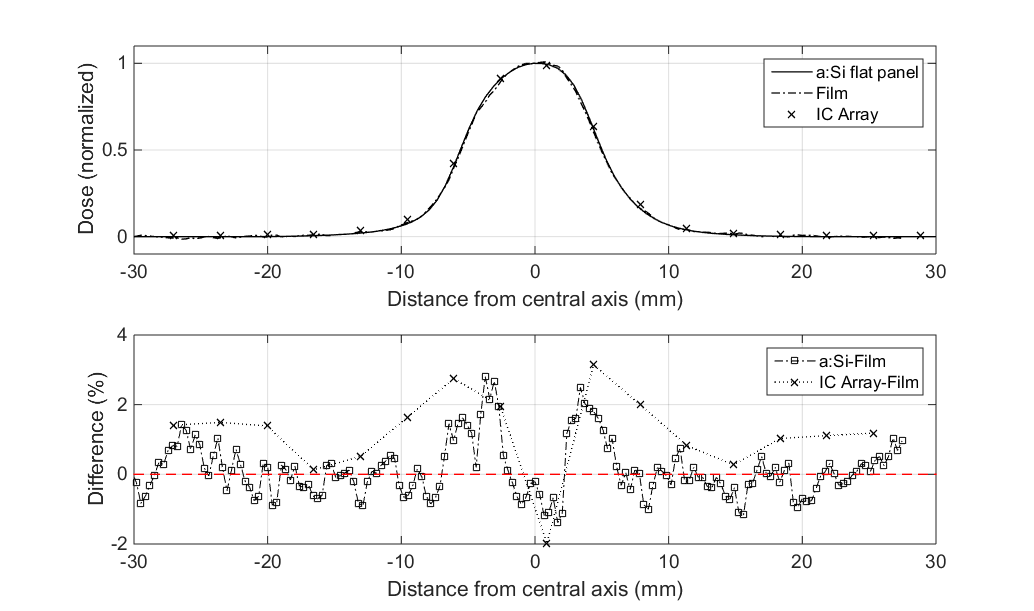 1
0.5
0
Dose (normalized)
a:Si flat panel
Film
IC Array
-30 -20 -10 0 10 20 30
Distance from central axis (mm)
4
2
0
-2
Difference (%)
a:Si-Film
IC Array-Film
-30 -20 -10 0 10 20 30
Distance from central axis (mm)